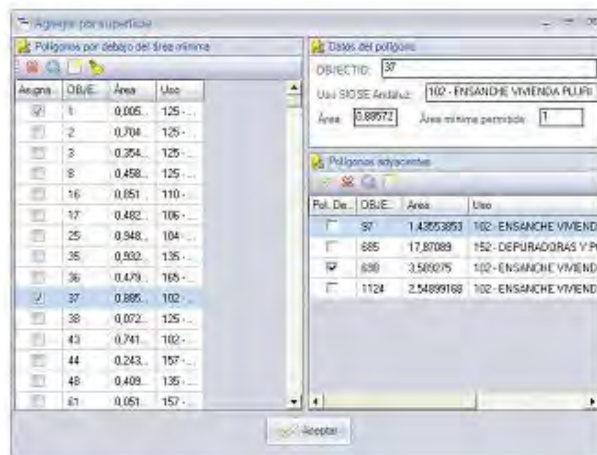 Agregar por superficie
Polígonos por debajo del área mínima
Asigna. OBJE... Área Uso
1 0,005... 125 - ...
2 0,704... 125 - ...
3 0,354... 125 - ...
8 0,458... 125 - ...
16 0,851... 110 - ...
17 0,482... 106 - ...
25 0,948... 104 - ...
35 0,932... 135 - ...
36 0,479... 165 - ...
37 0,885... 102 - ...
38 0,072... 125 - ...
43 0,741... 102 - ...
44 0,243... 157 - ...
48 0,409... 135 - ...
61 0,051... 157 - ...
Datos del polígono
OBJECTID: 37
Uso SIOSE Andaluz: 102 - ENSANCHE VIVIENDA PLURI
Área 0.88572 Área mínima permitida 1
Polígonos adyacentes
Pol. De... OBJE... Área Uso
97 1,43553853 102 - ENSANCHE VIVIEND
685 17,87089 152 - DEPURADORAS Y P
698 3,589275 102 - ENSANCHE VIVIEND
1124 2,54899168 102 - ENSANCHE VIVIEND
Aceptar